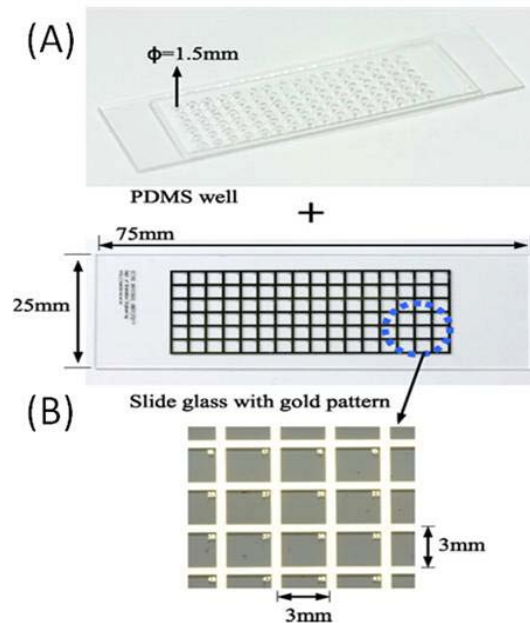 (A)
ϕ=1.5mm
PDMS well
+
75mm
25mm
Slide glass with gold pattern
(B)
3mm
3mm